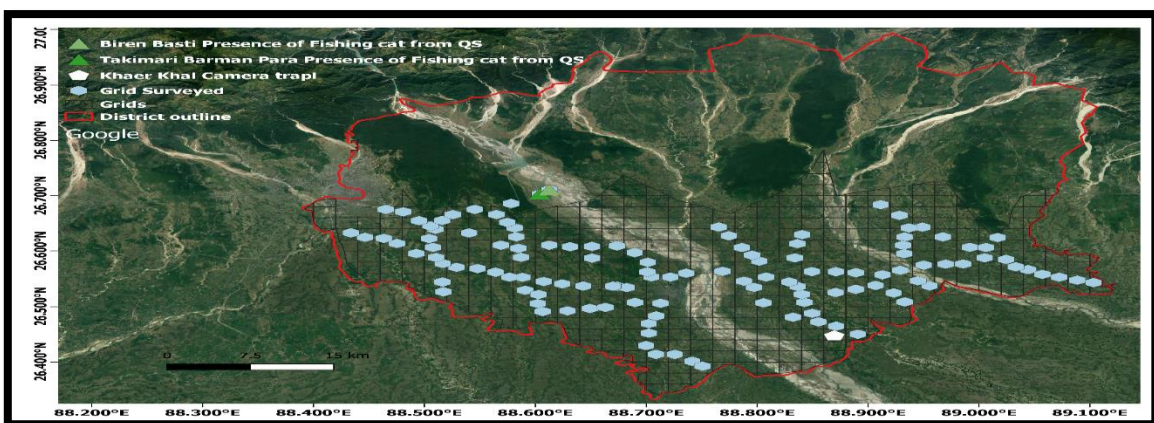 27.00
26.900°N
26.800°N
26.700°N
26.600°N
26.500°N
26.400°N
Biren Basti Presence of Fishing cat from QS
Takimari Barman Para Presence of Fishing cat from QS
Khaer Khal Camera trapl
Grid Surveyed
Grids
District outline
Google
0 7.5 15 km
88.200°E 88.300°E 88.400°E 88.500°E 88.600°E 88.700°E 88.800°E 88.900°E 89.000°E 89.100°E